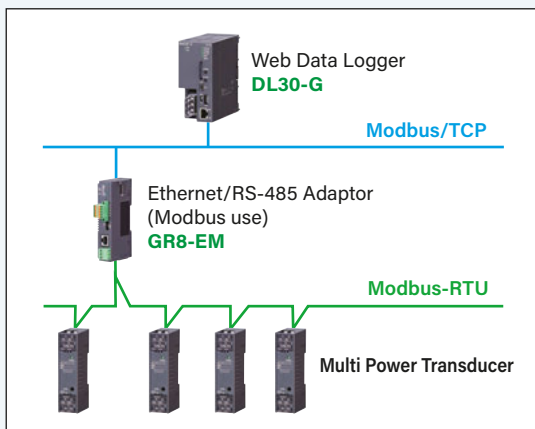 Web Data Logger
DL30-G
Modbus/TCP
Ethernet/RS-485 Adaptor
(Modbus use)
GR8-EM
Modbus-RTU
Multi Power Transducer